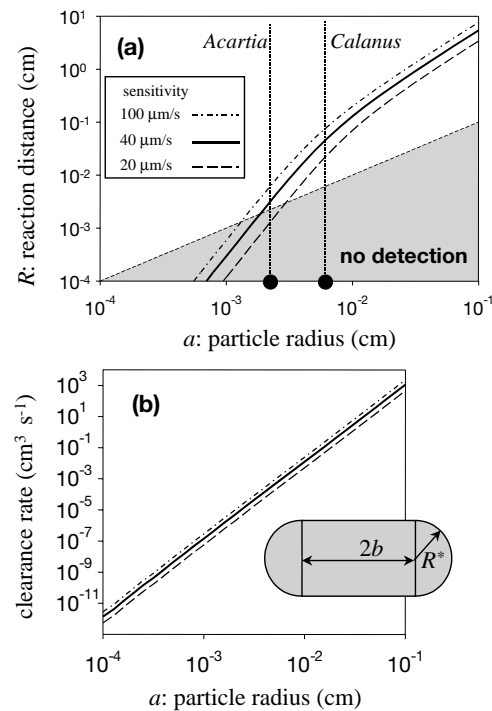 (a)
Acartia
Calanus
sensitivity
100 μm/s
40 μm/s
20 μm/s
no detection
R: reaction distance (cm)
10^1
10^0
10^-1
10^-2
10^-3
10^-4
10^-4
10^-3
10^-2
10^-1
a: particle radius (cm)
(b)
clearance rate (cm^3 s^-1)
10^3
10^1
10^-1
10^-3
10^-5
10^-7
10^-9
10^-11
2b
R*
10^-4
10^-3
10^-2
10^-1
a: particle radius (cm)